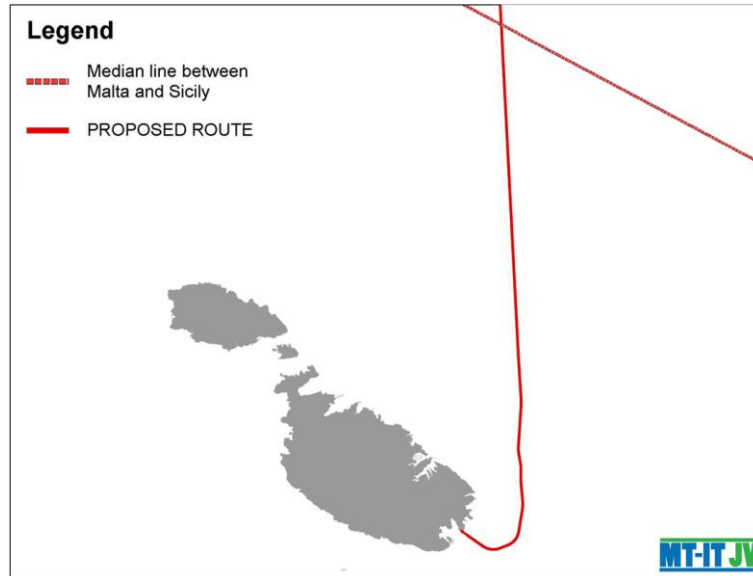 Legend
Median line between
Malta and Sicily
PROPOSED ROUTE
MT-IT JV